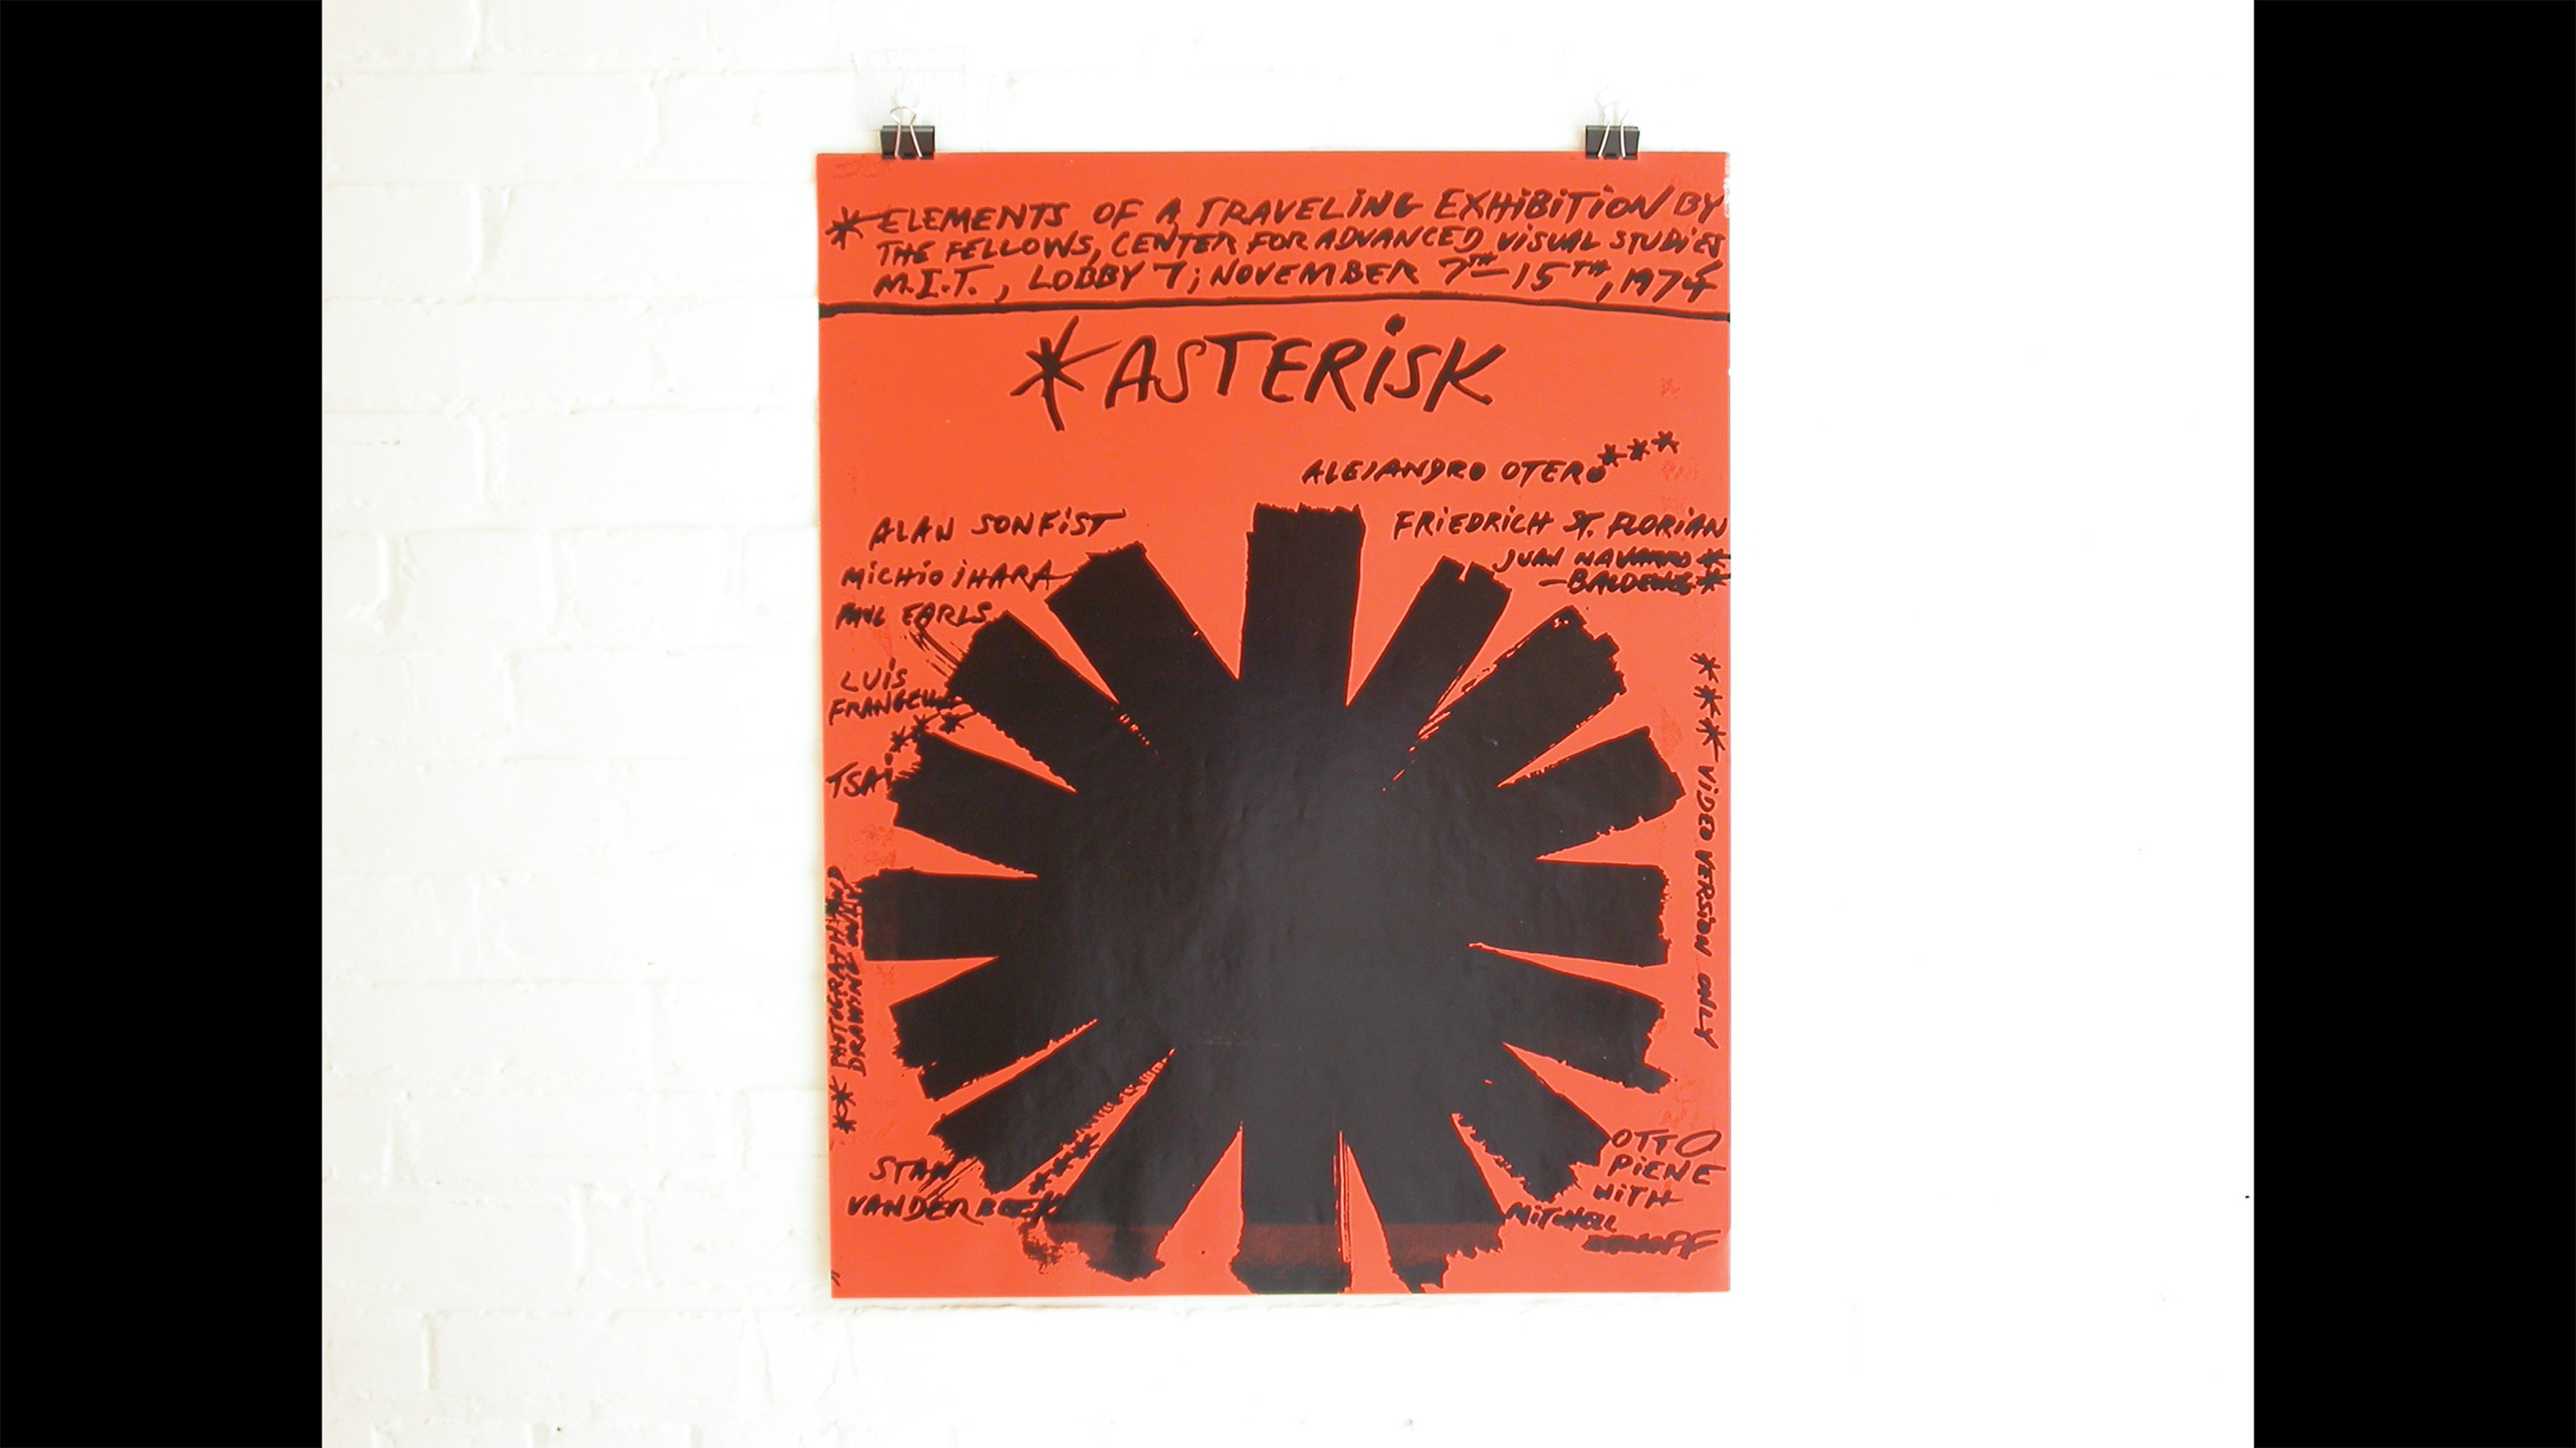 * ELEMENTS OF A TRAVELING EXHIBITION BY
THE FELLOWS, CENTER FOR ADVANCED VISUAL STUDIES
M.I.T., LOBBY 7; NOVEMBER 7TH–15TH, 1974
*ASTERISK
ALEJANDRO OTERO***
ALAN SONFIST
FRIEDRICH ST. FLORIAN
JUAN NAVARRO *
-BALDEWEG *
MICHIO IHARA
PAUL EARLS
LUIS
FRANGELLA
**
TSAI***
*** VIDEO VERSION ONLY
** PHOTOGRAPH
DRAWING ONLY
STAN ***
VANDERBEEK
OTTO
PIENE
WITH
MITCHELL